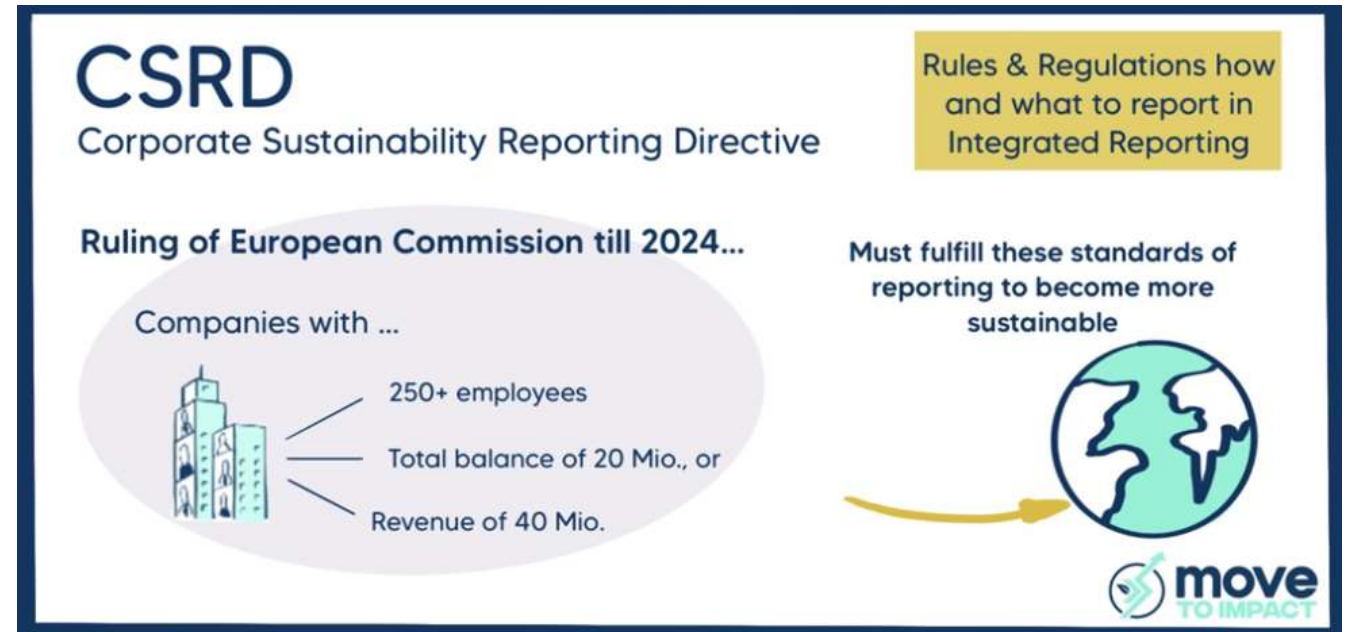 CSRD
Corporate Sustainability Reporting Directive
Rules & Regulations how
and what to report in
Integrated Reporting
Ruling of European Commission till 2024...
Companies with ...
250+ employees
Total balance of 20 Mio., or
Revenue of 40 Mio.
Must fulfill these standards of
reporting to become more
sustainable
move
TO IMPACT